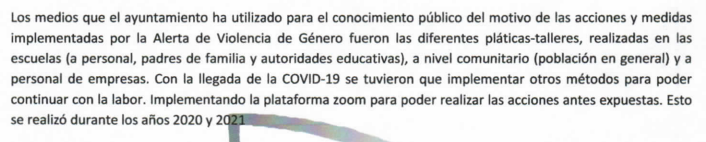 Los medios que el ayuntamiento ha utilizado para el conocimiento público del motivo de las acciones y medidas
implementadas por la Alerta de Violencia de Género fueron las diferentes pláticas-talleres, realizadas en las
escuelas (a personal, padres de familia y autoridades educativas), a nivel comunitario (población en general) y a
personal de empresas. Con la llegada de la COVID-19 se tuvieron que implementar otros métodos para poder
continuar con la labor. Implementando la plataforma zoom para poder realizar las acciones antes expuestas. Esto
se realizó durante los años 2020 y 2021